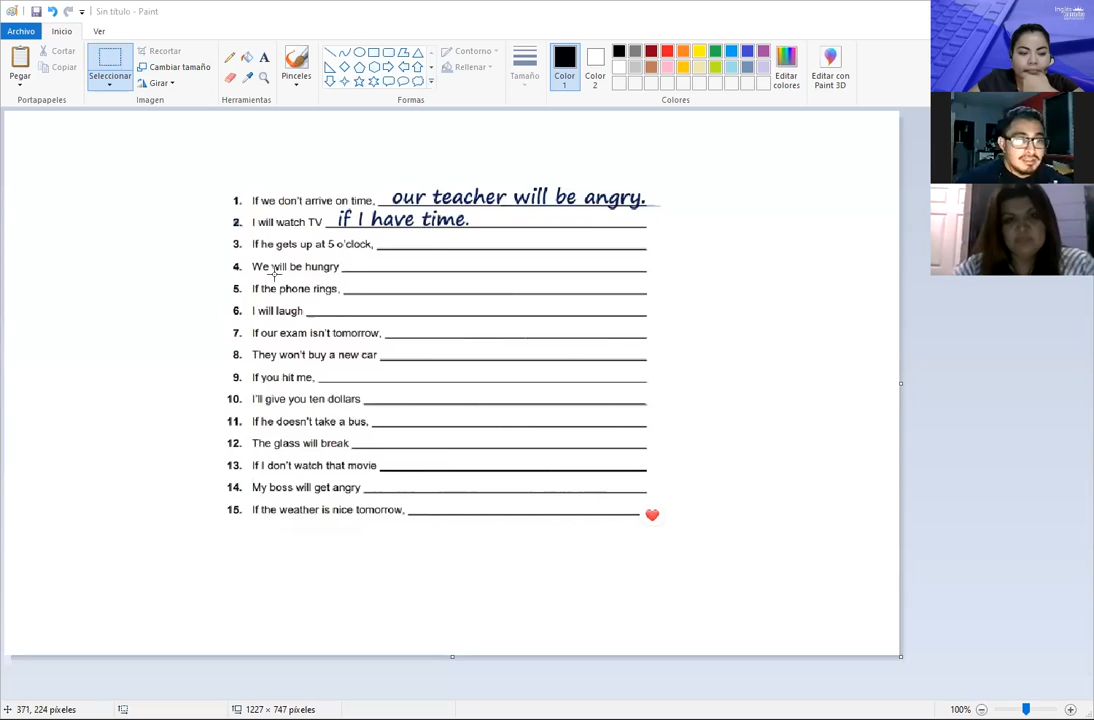 Sin título - Paint
Archivo Inicio Ver
Pegar
Cortar
Copiar
Portapapeles
Seleccionar
Recortar
Cambiar tamaño
Girar
Imagen
Herramientas
Pinceles
Contorno
Rellenar
Formas
Tamaño
Color 1
Color 2
Editar colores
Colores
Editar con Paint 3D
1. If we don't arrive on time, our teacher will be angry.
2. I will watch TV if I have time.
3. If he gets up at 5 o'clock,
4. We will be hungry
5. If the phone rings,
6. I will laugh
7. If our exam isn't tomorrow,
8. They won't buy a new car
9. If you hit me,
10. I'll give you ten dollars
11. If he doesn't take a bus,
12. The glass will break
13. If I don't watch that movie
14. My boss will get angry
15. If the weather is nice tomorrow,
371, 224 píxeles
1227 × 747 píxeles
100%